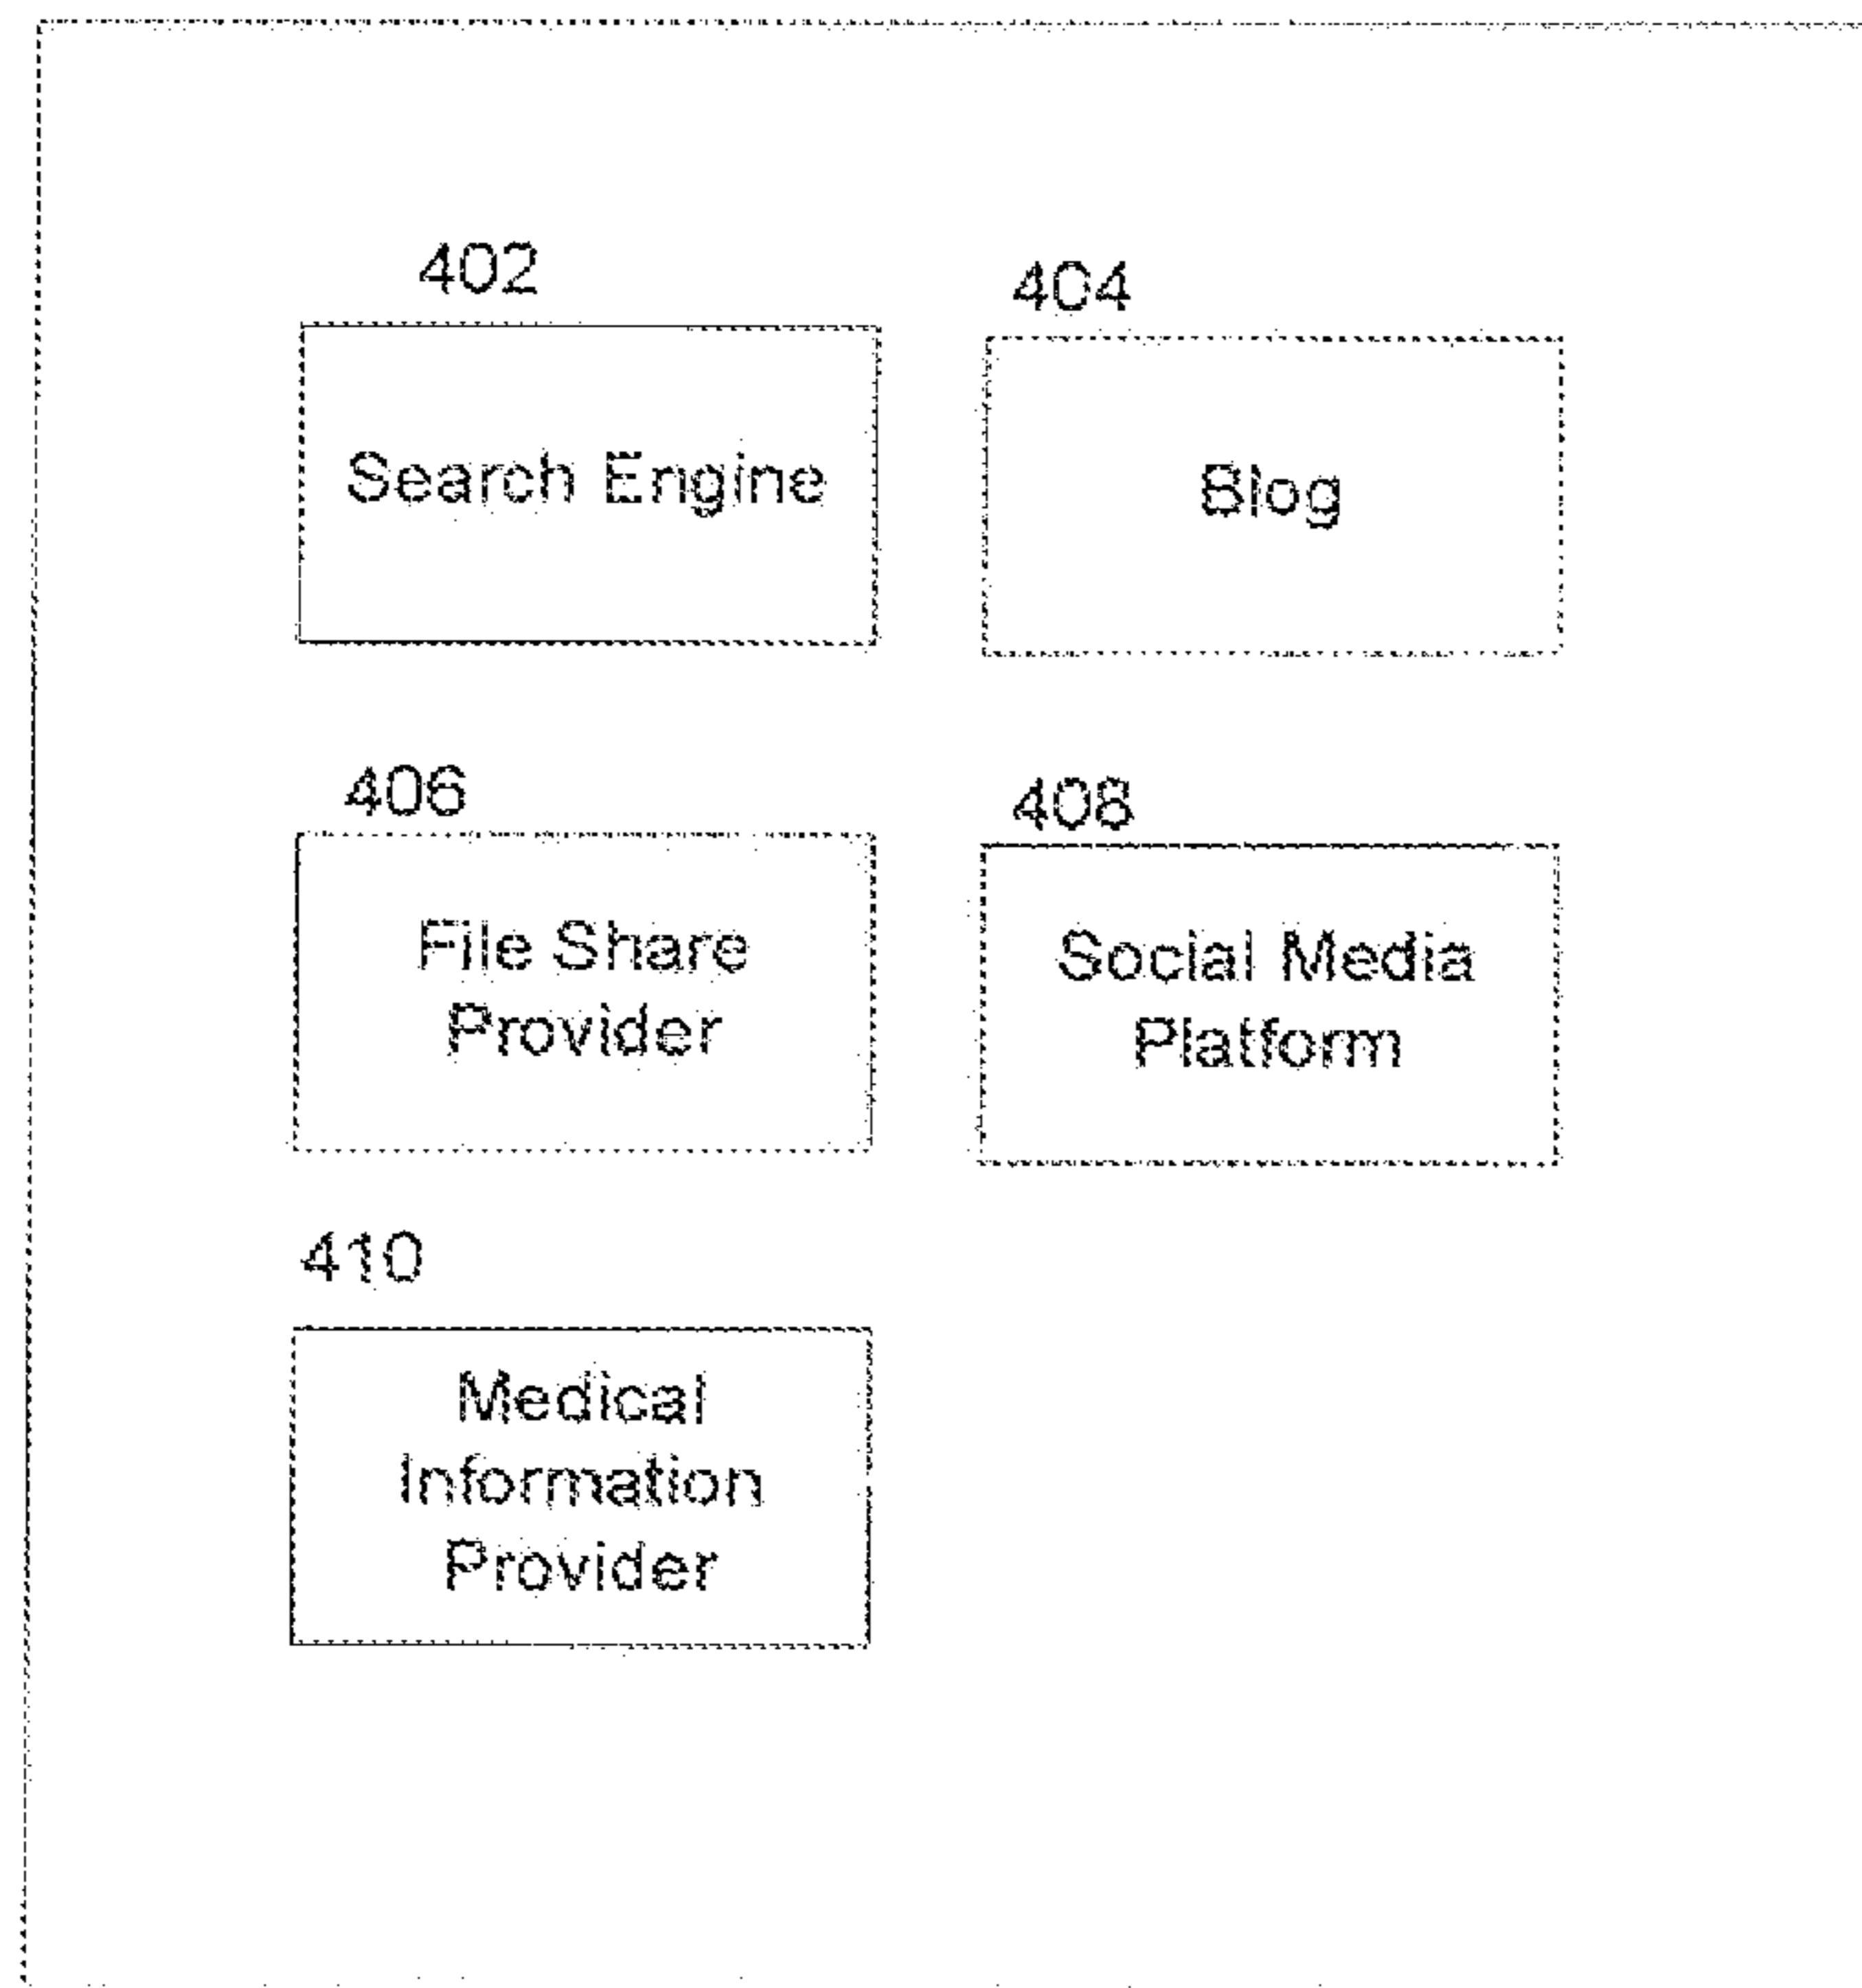 402
404
Search Engine
Blog
406
408
File Share
Provider
Social Media
Platform
410
Medical
Information
Provider